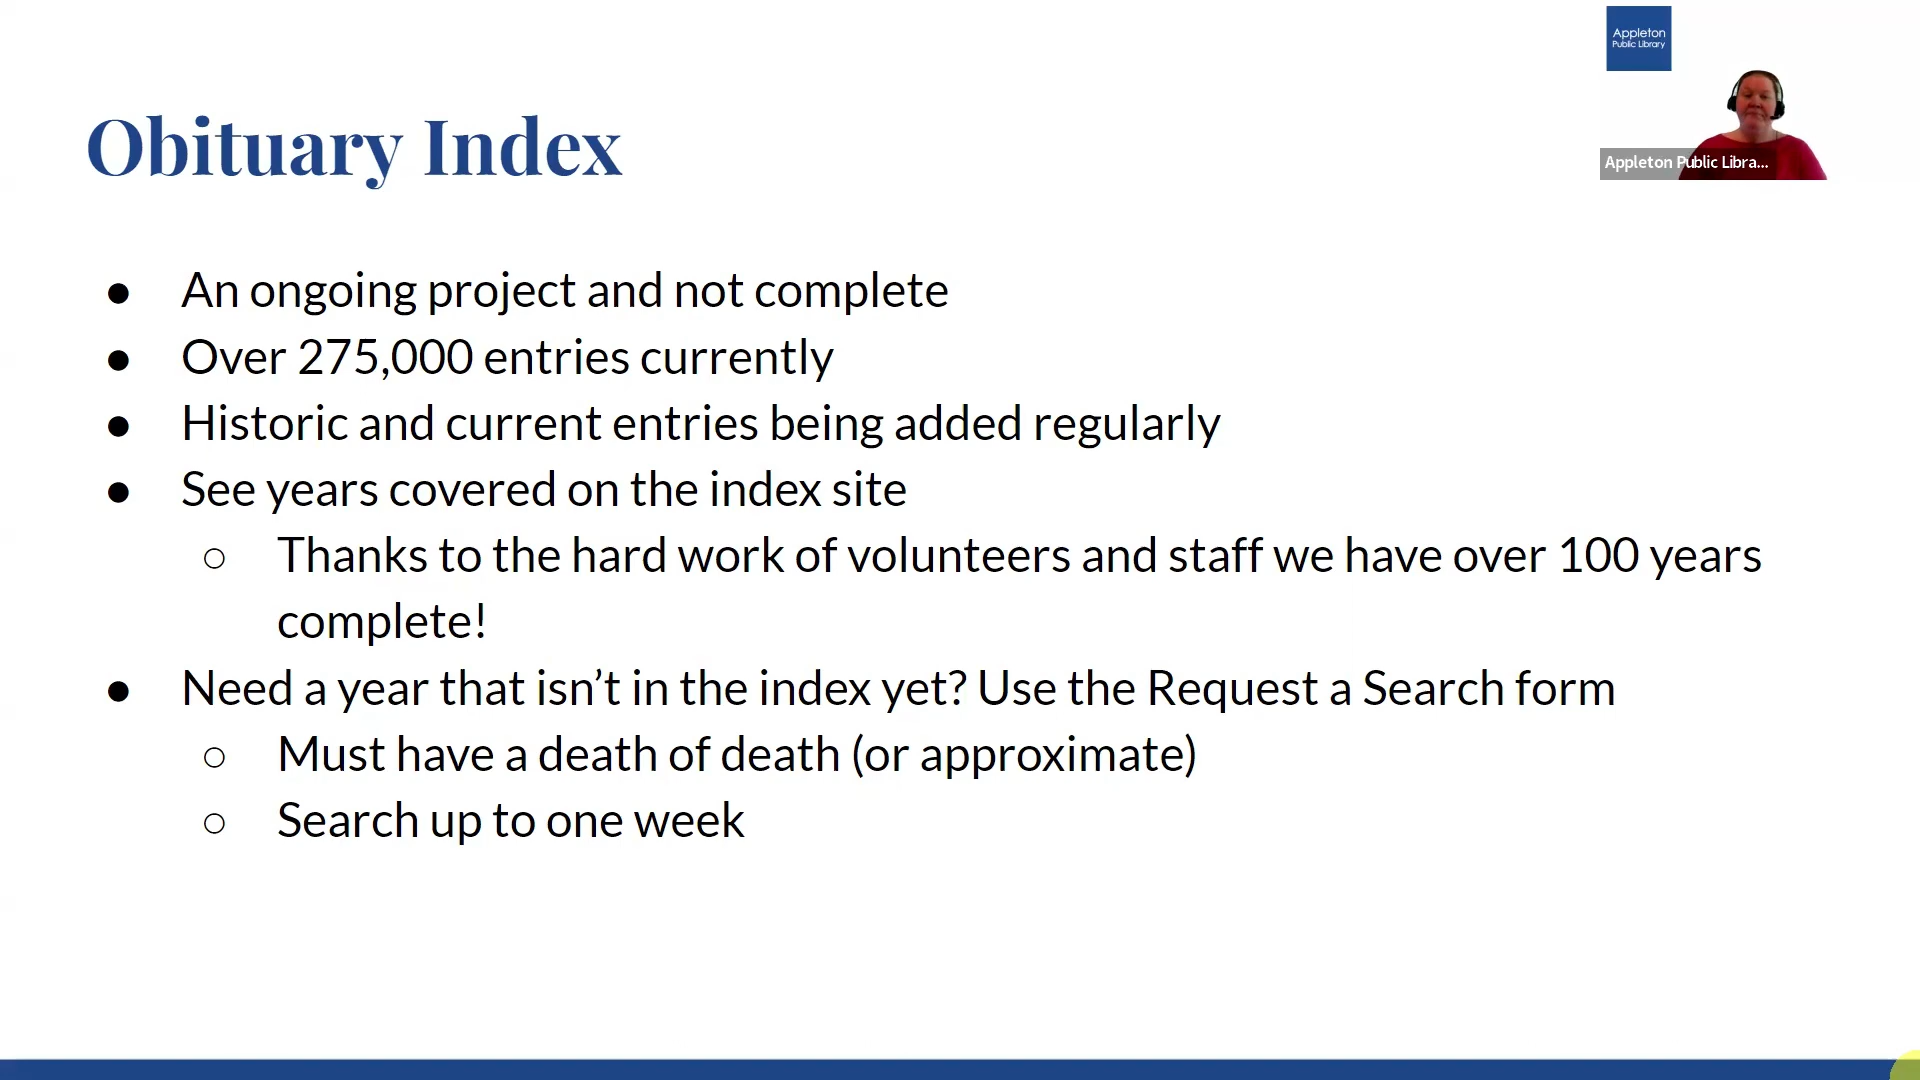 Appleton
Public Library
Obituary Index
Appleton Public Libra...
● An ongoing project and not complete
● Over 275,000 entries currently
● Historic and current entries being added regularly
● See years covered on the index site
○ Thanks to the hard work of volunteers and staff we have over 100 years
complete!
● Need a year that isn’t in the index yet? Use the Request a Search form
○ Must have a death of death (or approximate)
○ Search up to one week